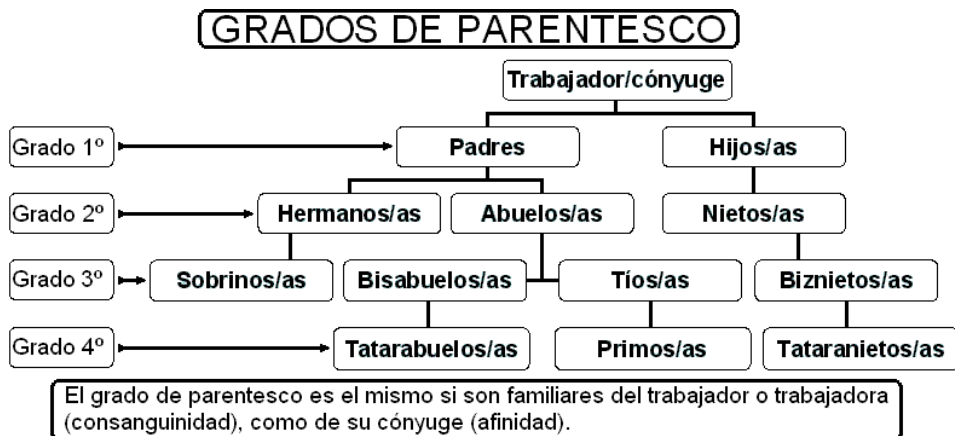 GRADOS DE PARENTESCO
Trabajador/cónyuge
Grado 1º Padres Hijos/as
Grado 2º Hermanos/as Abuelos/as Nietos/as
Grado 3º Sobrinos/as Bisabuelos/as Tíos/as Biznietos/as
Grado 4º Tatarabuelos/as Primos/as Tataranietos/as
El grado de parentesco es el mismo si son familiares del trabajador o trabajadora
(consanguinidad), como de su cónyuge (afinidad).